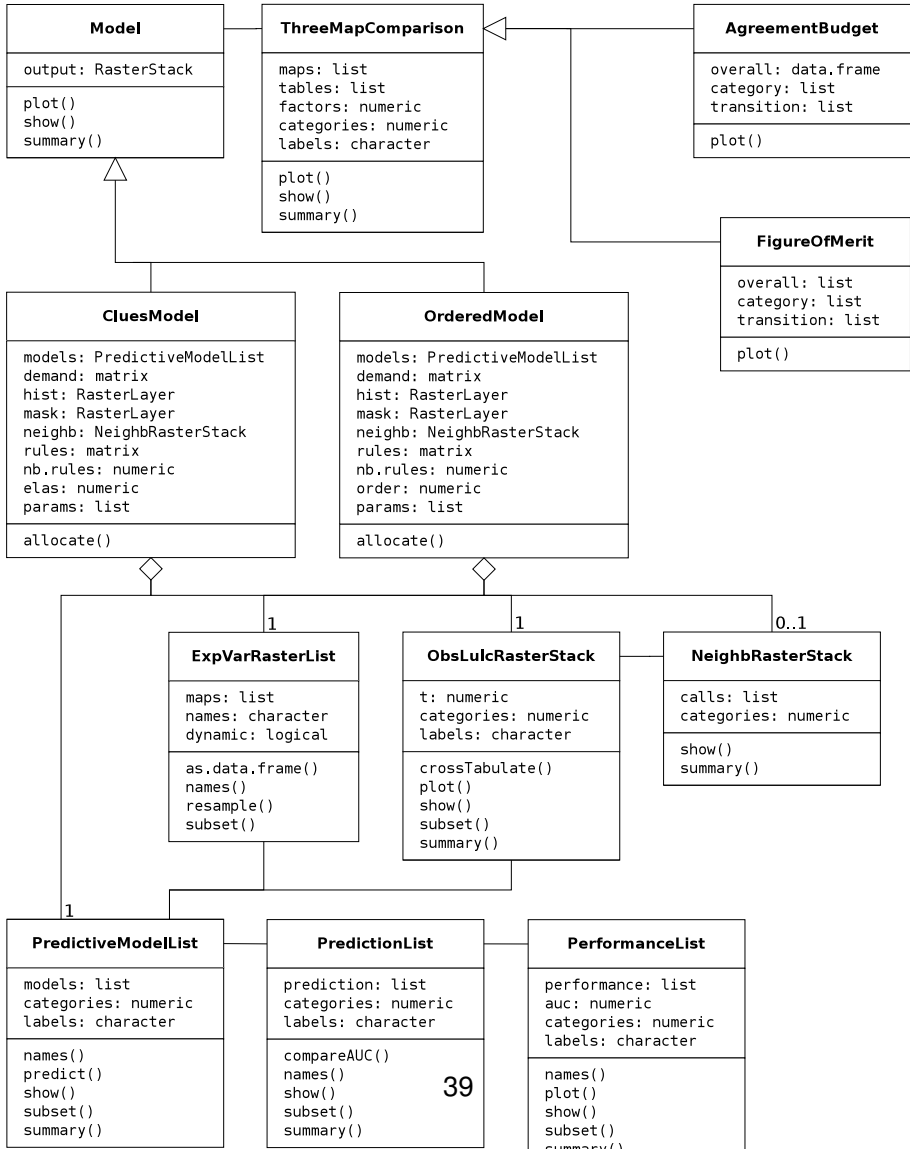 Model
output: RasterStack
plot()
show()
summary()
ThreeMapComparison
maps: list
tables: list
factors: numeric
categories: numeric
labels: character
plot()
show()
summary()
AgreementBudget
overall: data.frame
category: list
transition: list
plot()
FigureOfMerit
overall: list
category: list
transition: list
plot()
CluesModel
models: PredictiveModelList
demand: matrix
hist: RasterLayer
mask: RasterLayer
neighb: NeighbRasterStack
rules: matrix
nb.rules: numeric
elas: numeric
params: list
allocate()
OrderedModel
models: PredictiveModelList
demand: matrix
hist: RasterLayer
mask: RasterLayer
neighb: NeighbRasterStack
rules: matrix
nb.rules: numeric
order: numeric
params: list
allocate()
1
1
0..1
ExpVarRasterList
maps: list
names: character
dynamic: logical
as.data.frame()
names()
resample()
subset()
ObsLulcRasterStack
t: numeric
categories: numeric
labels: character
crossTabulate()
plot()
show()
subset()
summary()
NeighbRasterStack
calls: list
categories: numeric
show()
summary()
1
PredictiveModelList
models: list
categories: numeric
labels: character
names()
predict()
show()
subset()
summary()
PredictionList
prediction: list
categories: numeric
labels: character
compareAUC()
names()
show()
subset()
summary()
39
PerformanceList
performance: list
auc: numeric
categories: numeric
labels: character
names()
plot()
show()
subset()
summary()